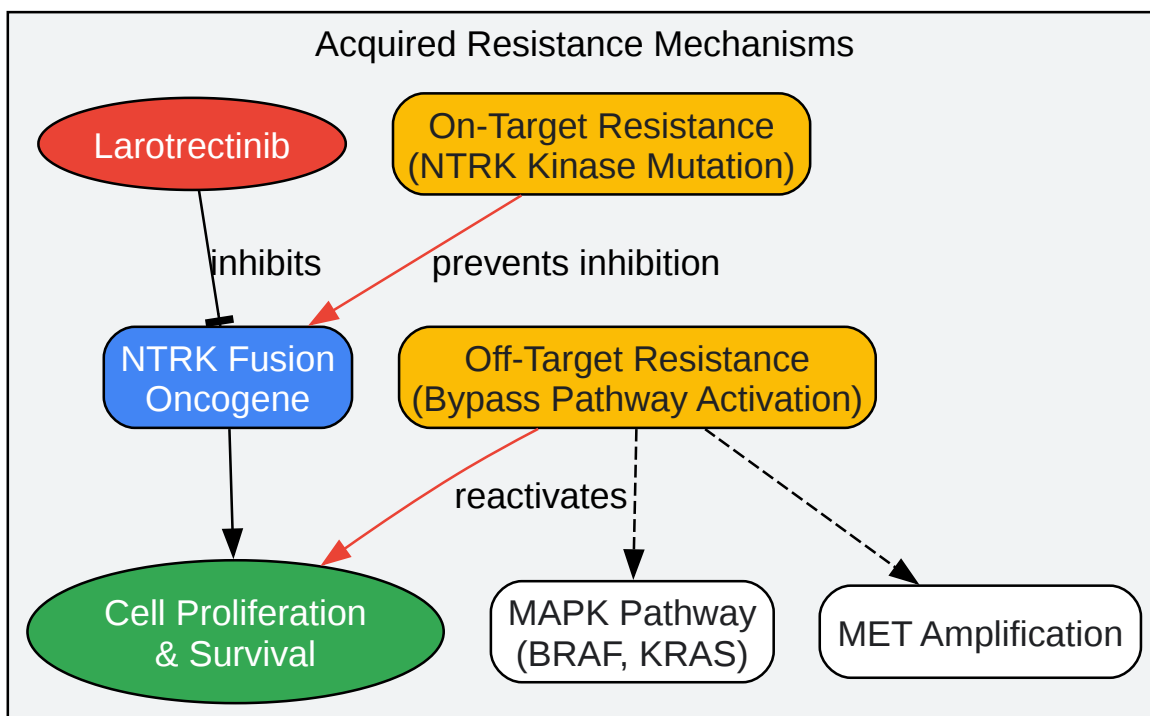 Acquired Resistance Mechanisms
Larotrectinib
On-Target Resistance
(NTRK Kinase Mutation)
inhibits
prevents inhibition
NTRK Fusion
Oncogene
Off-Target Resistance
(Bypass Pathway Activation)
reactivates
Cell Proliferation
& Survival
MAPK Pathway
(BRAF, KRAS)
MET Amplification